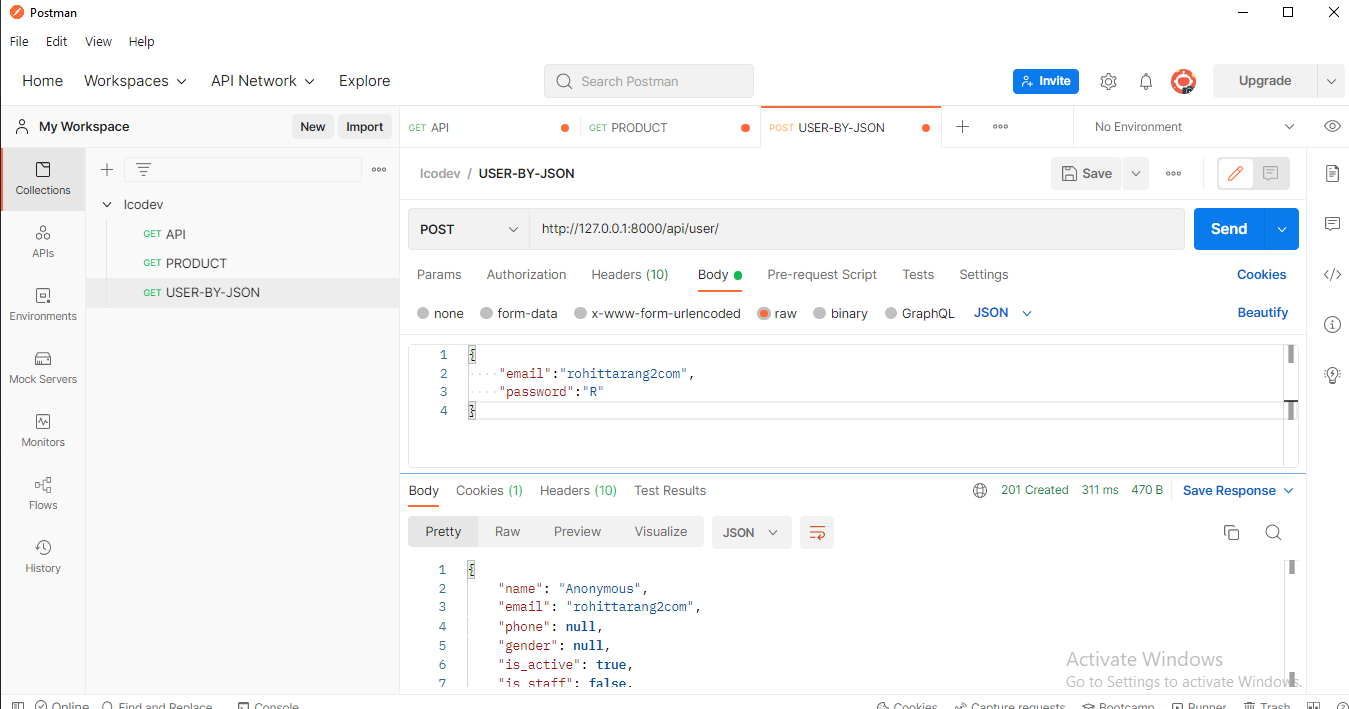 Postman
File Edit View Help
Home Workspaces API Network Explore Search Postman Invite Upgrade
My Workspace New Import GET API GET PRODUCT POST USER-BY-JSON No Environment
Collections
APIs
Environments
Mock Servers
Monitors
Flows
History
Icodev
GET API
GET PRODUCT
GET USER-BY-JSON
Icodev / USER-BY-JSON Save
POST http://127.0.0.1:8000/api/user/ Send
Params Authorization Headers (10) Body Pre-request Script Tests Settings Cookies
none form-data x-www-form-urlencoded raw binary GraphQL JSON Beautify
1 {
2 ····"email":"rohittarang2com",
3 ····"password":"R"
4 }
Body Cookies (1) Headers (10) Test Results 201 Created 311 ms 470 B Save Response
Pretty Raw Preview Visualize JSON
1 {
2 "name": "Anonymous",
3 "email": "rohittarang2com",
4 "phone": null,
5 "gender": null,
6 "is_active": true,
7 "is_staff": false,
Activate Windows
Go to Settings to activate Windows.
Online Find and Replace Console Cookies Capture requests Bootcamp Runner Trash